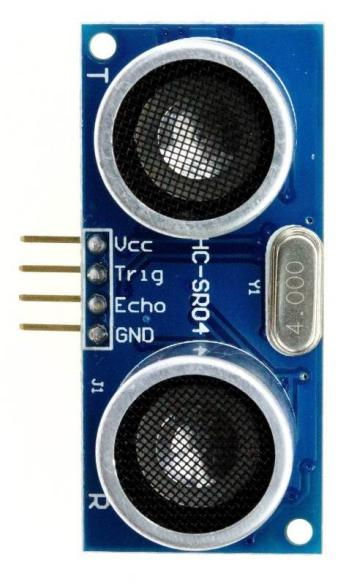 T
Vcc
Trig
Echo
GND
HC-SR04
Y1
4.000
J1
R